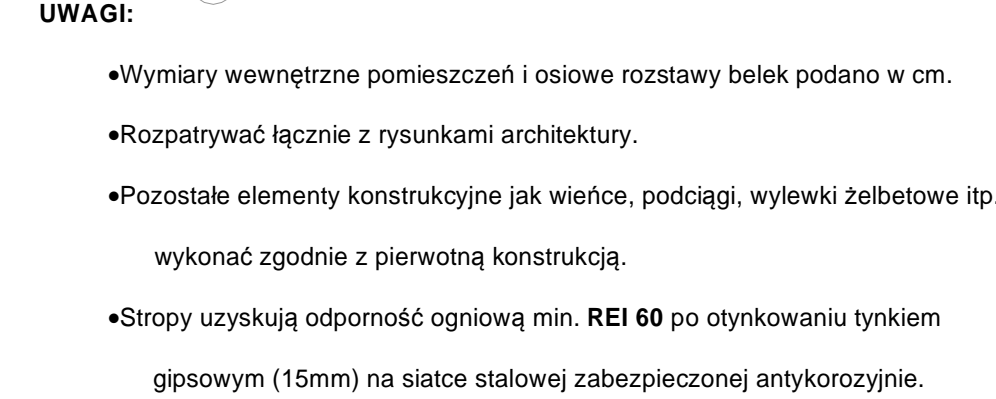 UWAGI:
•Wymiary wewnętrzne pomieszczeń i osiowe rozstawy belek podano w cm.
•Rozpatrywać łącznie z rysunkami architektury.
•Pozostałe elementy konstrukcyjne jak wieńce, podciągi, wylewki żelbetowe itp.
wykonać zgodnie z pierwotną konstrukcją.
•Stropy uzyskują odporność ogniową min. REI 60 po otynkowaniu tynkiem
gipsowym (15mm) na siatce stalowej zabezpieczonej antykorozyjnie.